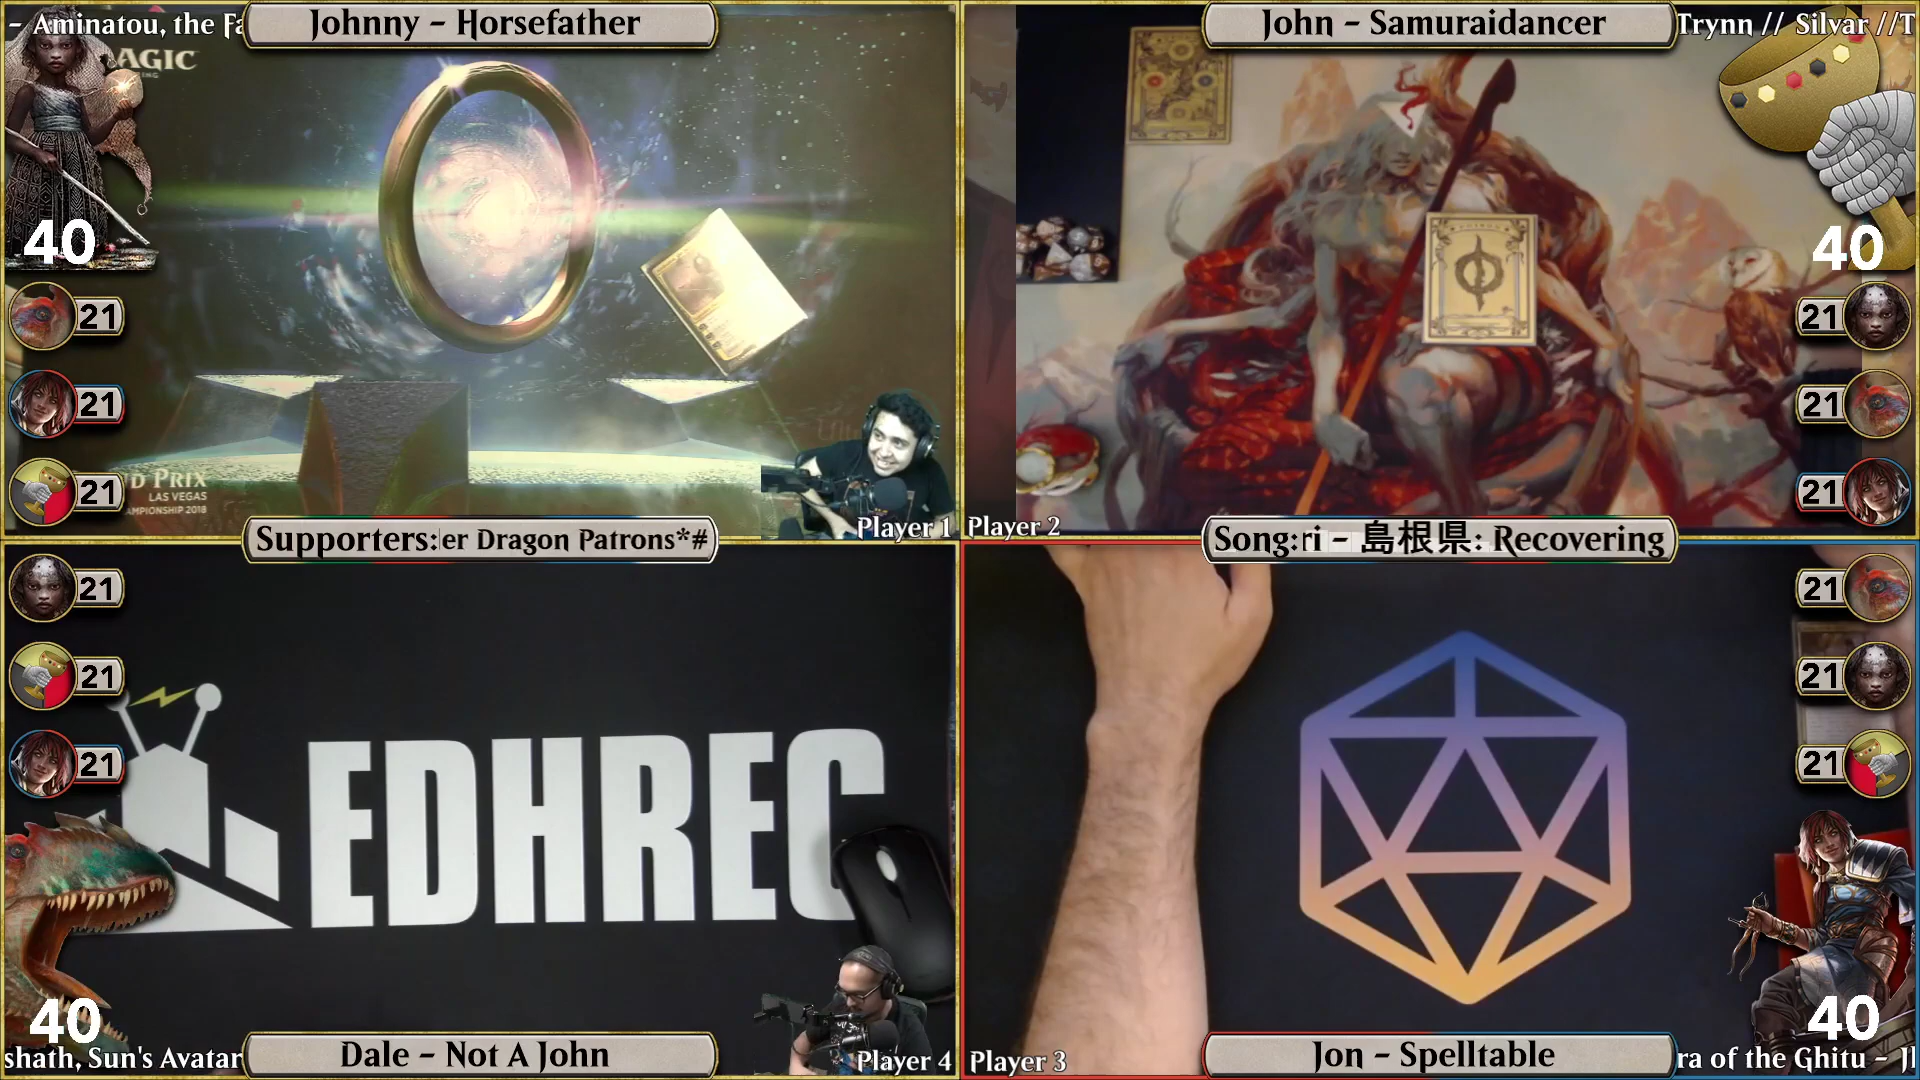 - Aminatou, the Fa
Johnny - Horsefather
John - Samuraidancer
Trynn // Silvar //T
AGIC
40
40
21
21
21
21
21
21
D PRIX
LAS VEGAS
AMPIONSHIP 2018
Player 1
Player 2
Supporters:er Dragon Patrons*#
Song:ri - 島根県: Recovering
21
21
21
21
21
21
EDHREC
40
40
shath, Sun's Avatar
Dale - Not A John
Player 4
Player 3
Jon - Spelltable
ra of the Ghitu - Jl